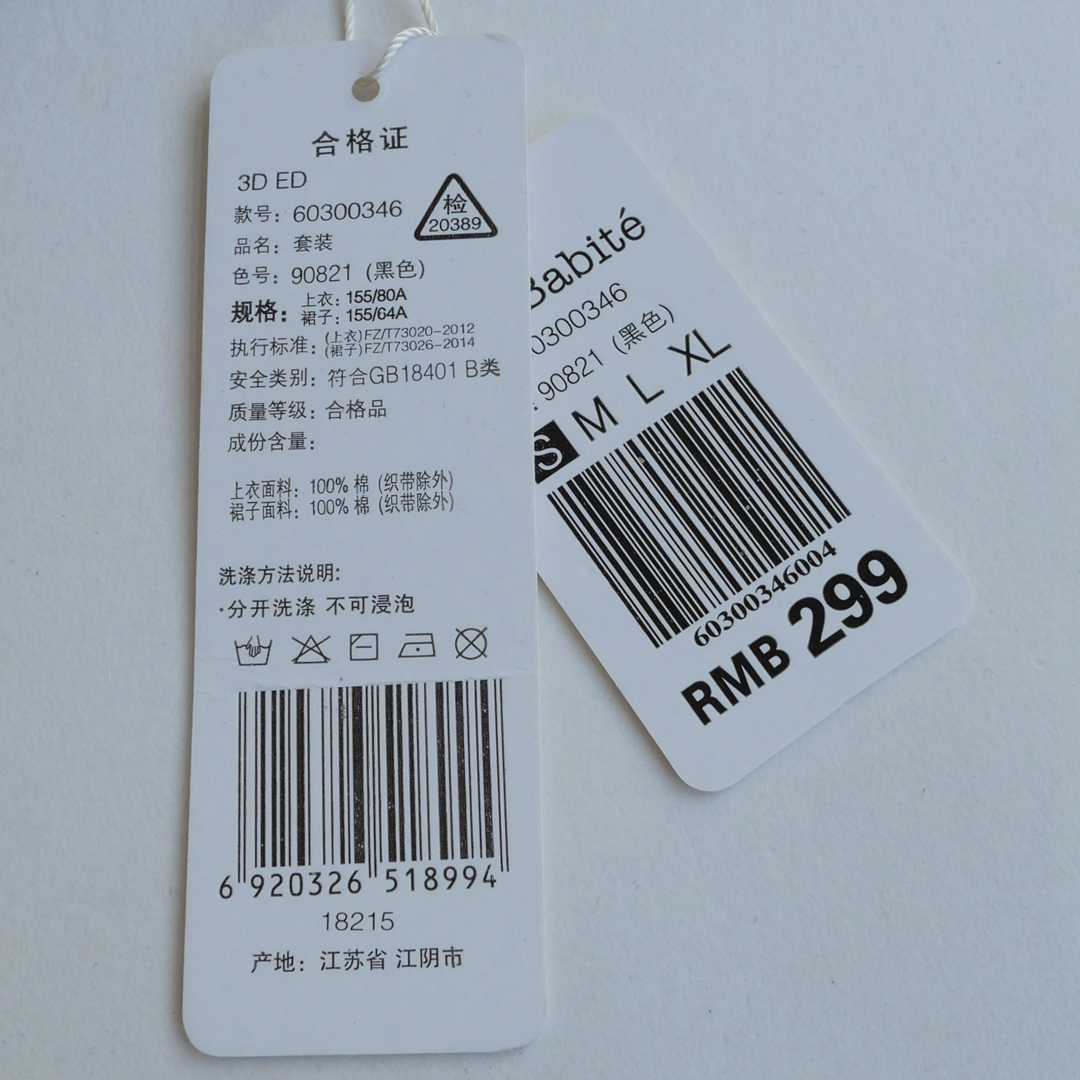 合格证
3D ED
款号：60300346
检
20389
品名：套装
色号：90821（黑色）
规格：上衣：155/80A
裙子：155/64A
执行标准：(上衣)FZ/T73020-2012
(裙子)FZ/T73026-2014
安全类别：符合GB18401 B类
质量等级：合格品
成份含量：
上衣面料：100% 棉（织带除外）
裙子面料：100% 棉（织带除外）
洗涤方法说明:
·分开洗涤 不可浸泡
6 920326 518994
18215
产地：江苏省 江阴市
Babité
0300346
: 90821（黑色）
S M L XL
60300346004
RMB 299